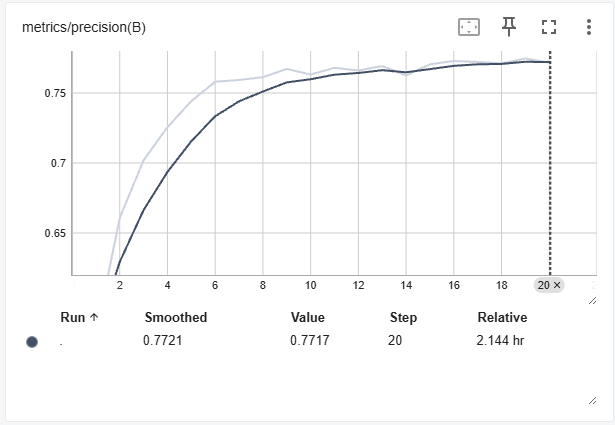 metrics/precision(B)
0.75
0.7
0.65
2 4 6 8 10 12 14 16 18 20 ×
Run ↑ Smoothed Value Step Relative
. 0.7721 0.7717 20 2.144 hr